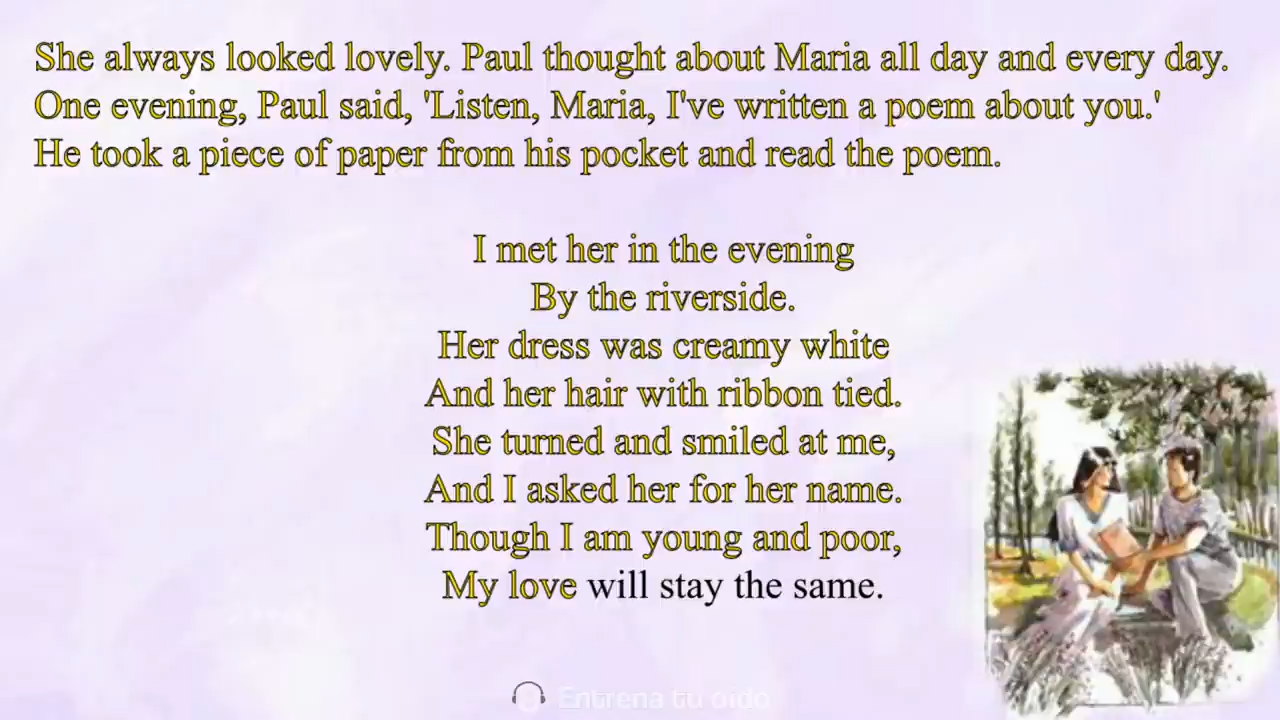 She always looked lovely. Paul thought about Maria all day and every day.
One evening, Paul said, 'Listen, Maria, I've written a poem about you.'
He took a piece of paper from his pocket and read the poem.
I met her in the evening
By the riverside.
Her dress was creamy white
And her hair with ribbon tied.
She turned and smiled at me,
And I asked her for her name.
Though I am young and poor,
My love will stay the same.
Entrena tu oído